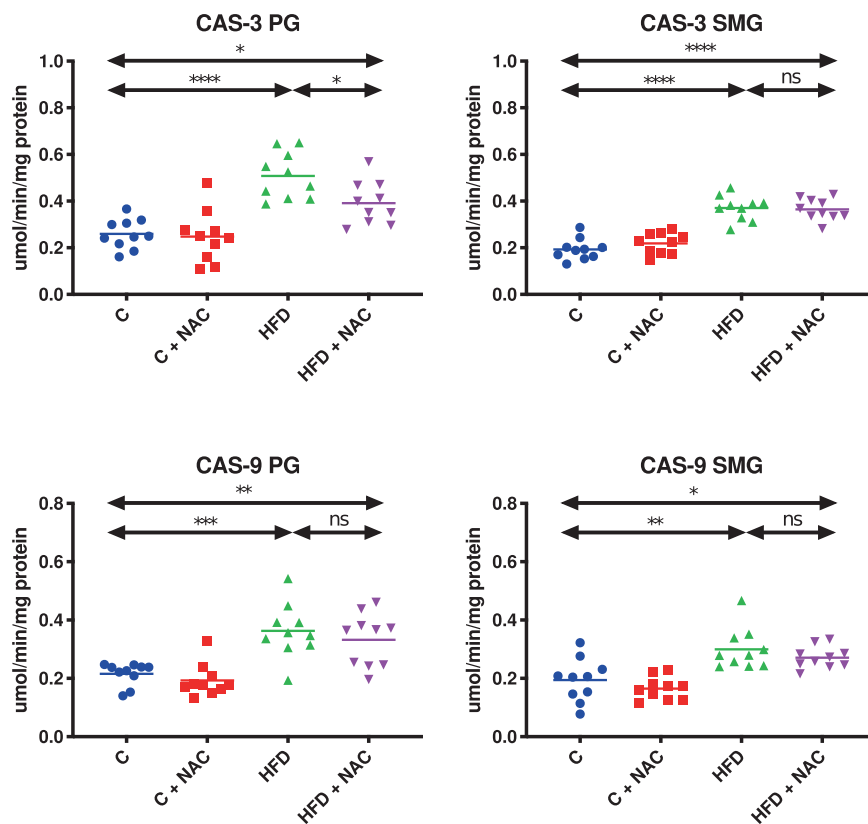 CAS-3 PG
umol/min/mg protein
1.0
0.8
0.6
0.4
0.2
0.0
*
****
*
C
C + NAC
HFD
HFD + NAC
CAS-3 SMG
umol/min/mg protein
1.0
0.8
0.6
0.4
0.2
0.0
****
****
ns
C
C + NAC
HFD
HFD + NAC
CAS-9 PG
umol/min/mg protein
0.8
0.6
0.4
0.2
0.0
**
***
ns
C
C + NAC
HFD
HFD + NAC
CAS-9 SMG
umol/min/mg protein
0.8
0.6
0.4
0.2
0.0
*
**
ns
C
C + NAC
HFD
HFD + NAC